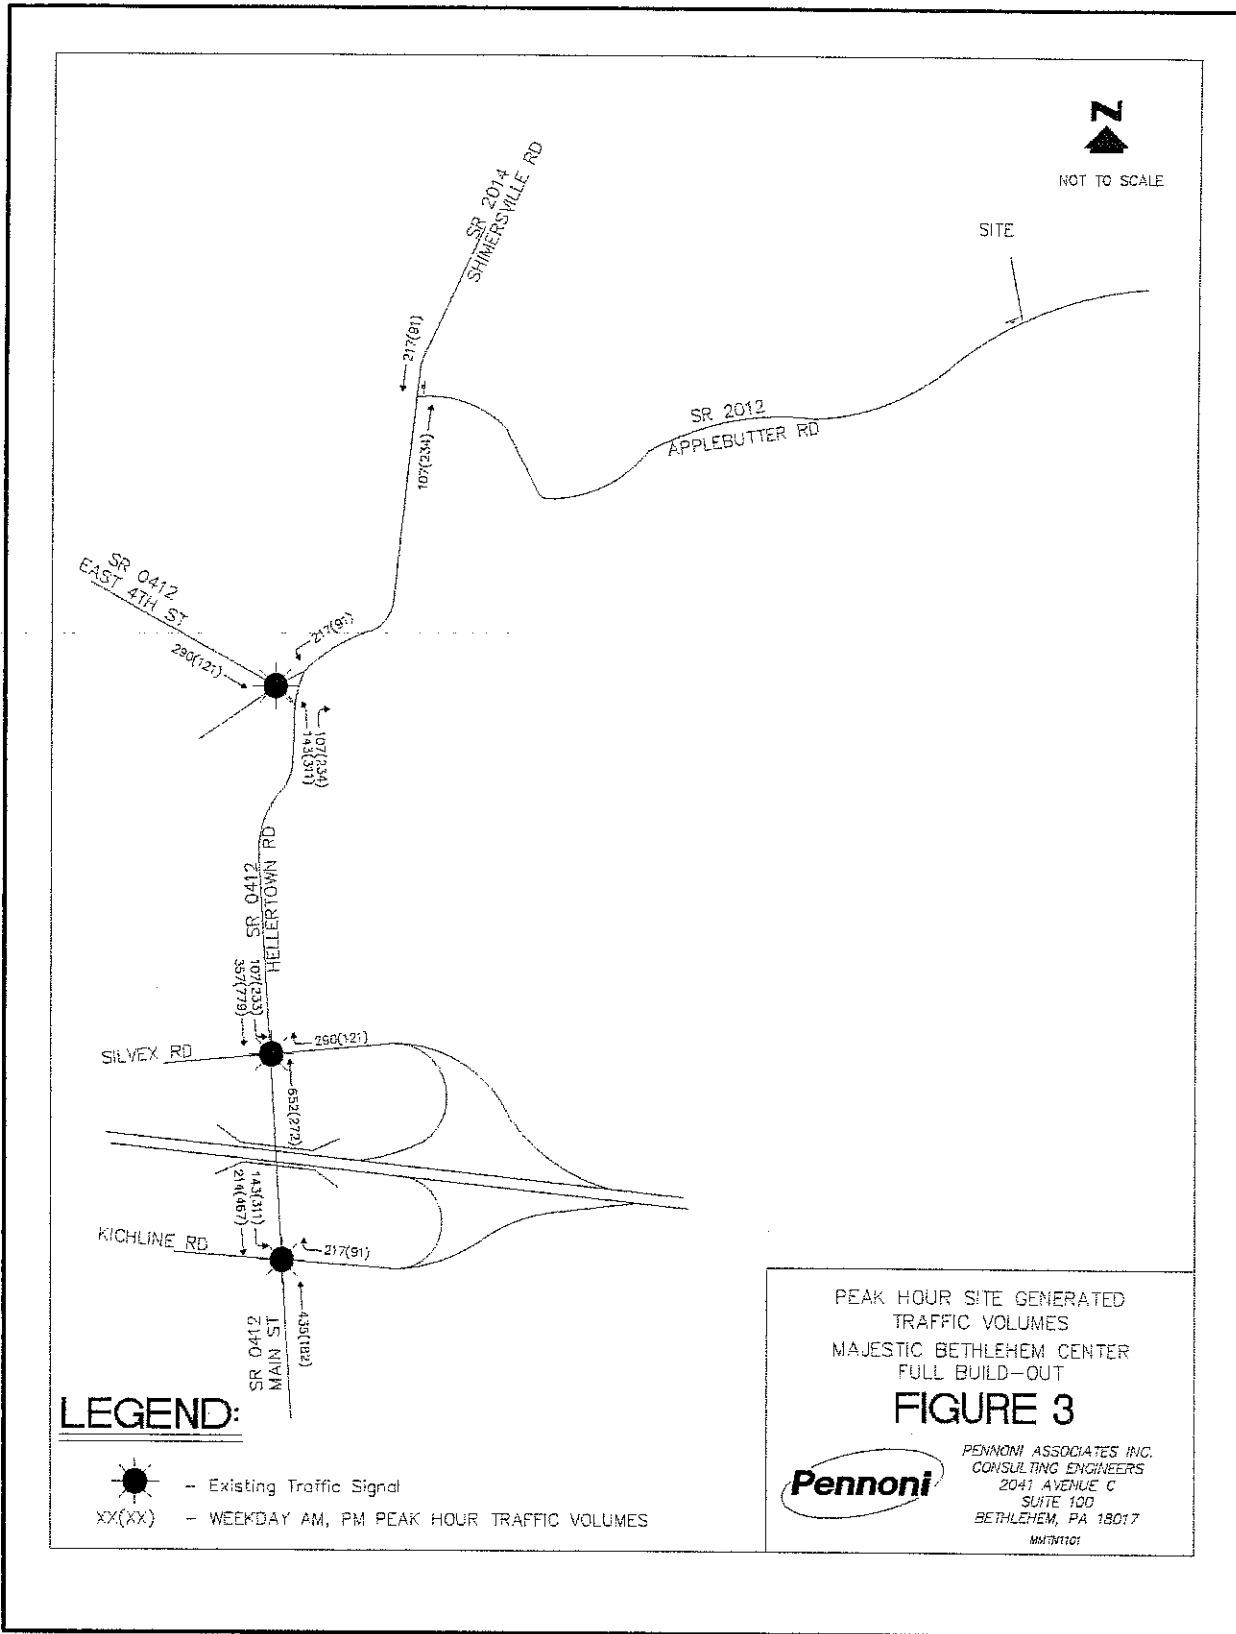 N
NOT TO SCALE
SITE
SR 2014
SHIMERSVILLE RD
217(91)
107(234)
SR 2012
APPLEBUTTER RD
SR 0412
EAST 4TH ST
290(121)
217(91)
107(234)
143(311)
SR 0412
HELLERTOWN RD
107(233)
357(779)
290(121)
SILVEX RD
652(272)
143(311)
214(467)
KICHLINE RD
217(91)
435(182)
SR 0412
MAIN ST
LEGEND:
- Existing Traffic Signal
XX(XX) - WEEKDAY AM, PM PEAK HOUR TRAFFIC VOLUMES
PEAK HOUR SITE GENERATED
TRAFFIC VOLUMES
MAJESTIC BETHLEHEM CENTER
FULL BUILD-OUT
FIGURE 3
Pennoni
PENNONI ASSOCIATES INC.
CONSULTING ENGINEERS
2041 AVENUE C
SUITE 100
BETHLEHEM, PA 18017
MMTN1101